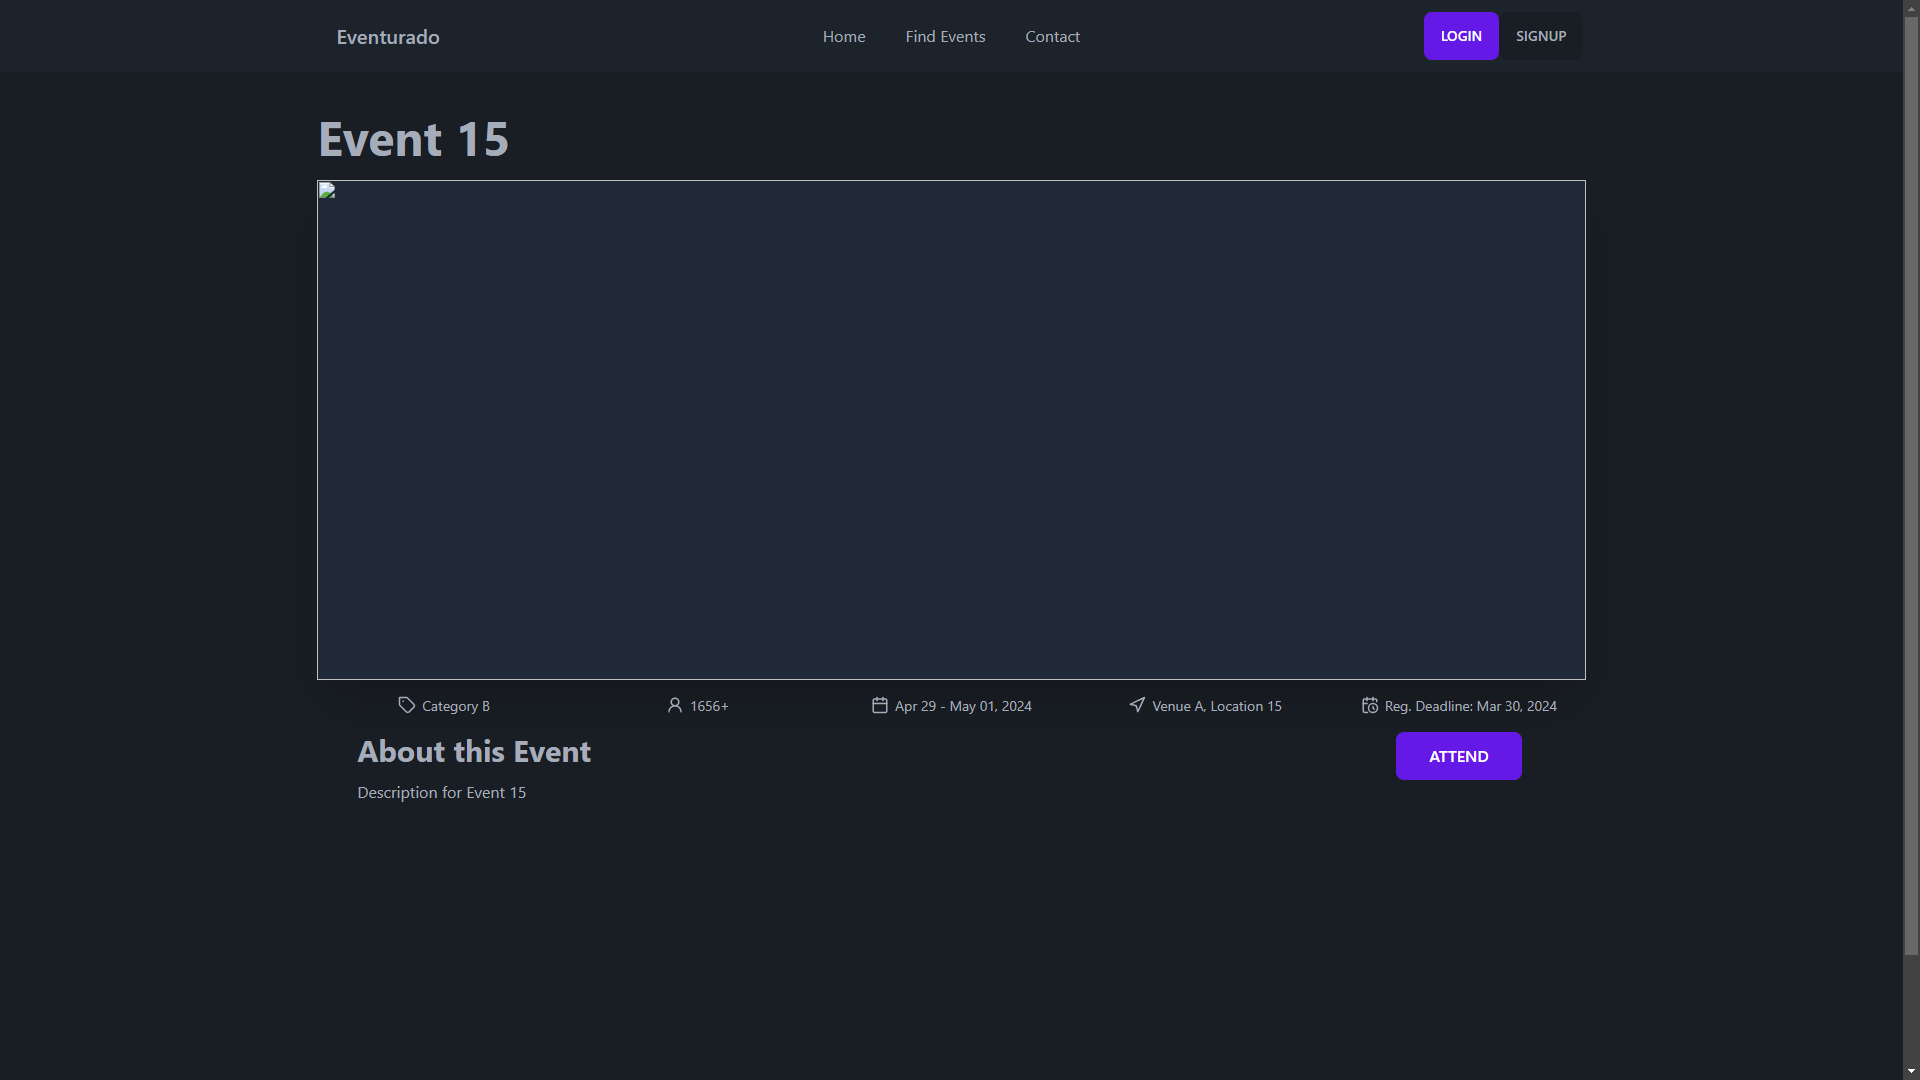 Eventurado
Home Find Events Contact
LOGIN SIGNUP
Event 15
Category B 1656+ Apr 29 - May 01, 2024 Venue A, Location 15 Reg. Deadline: Mar 30, 2024
About this Event
ATTEND
Description for Event 15